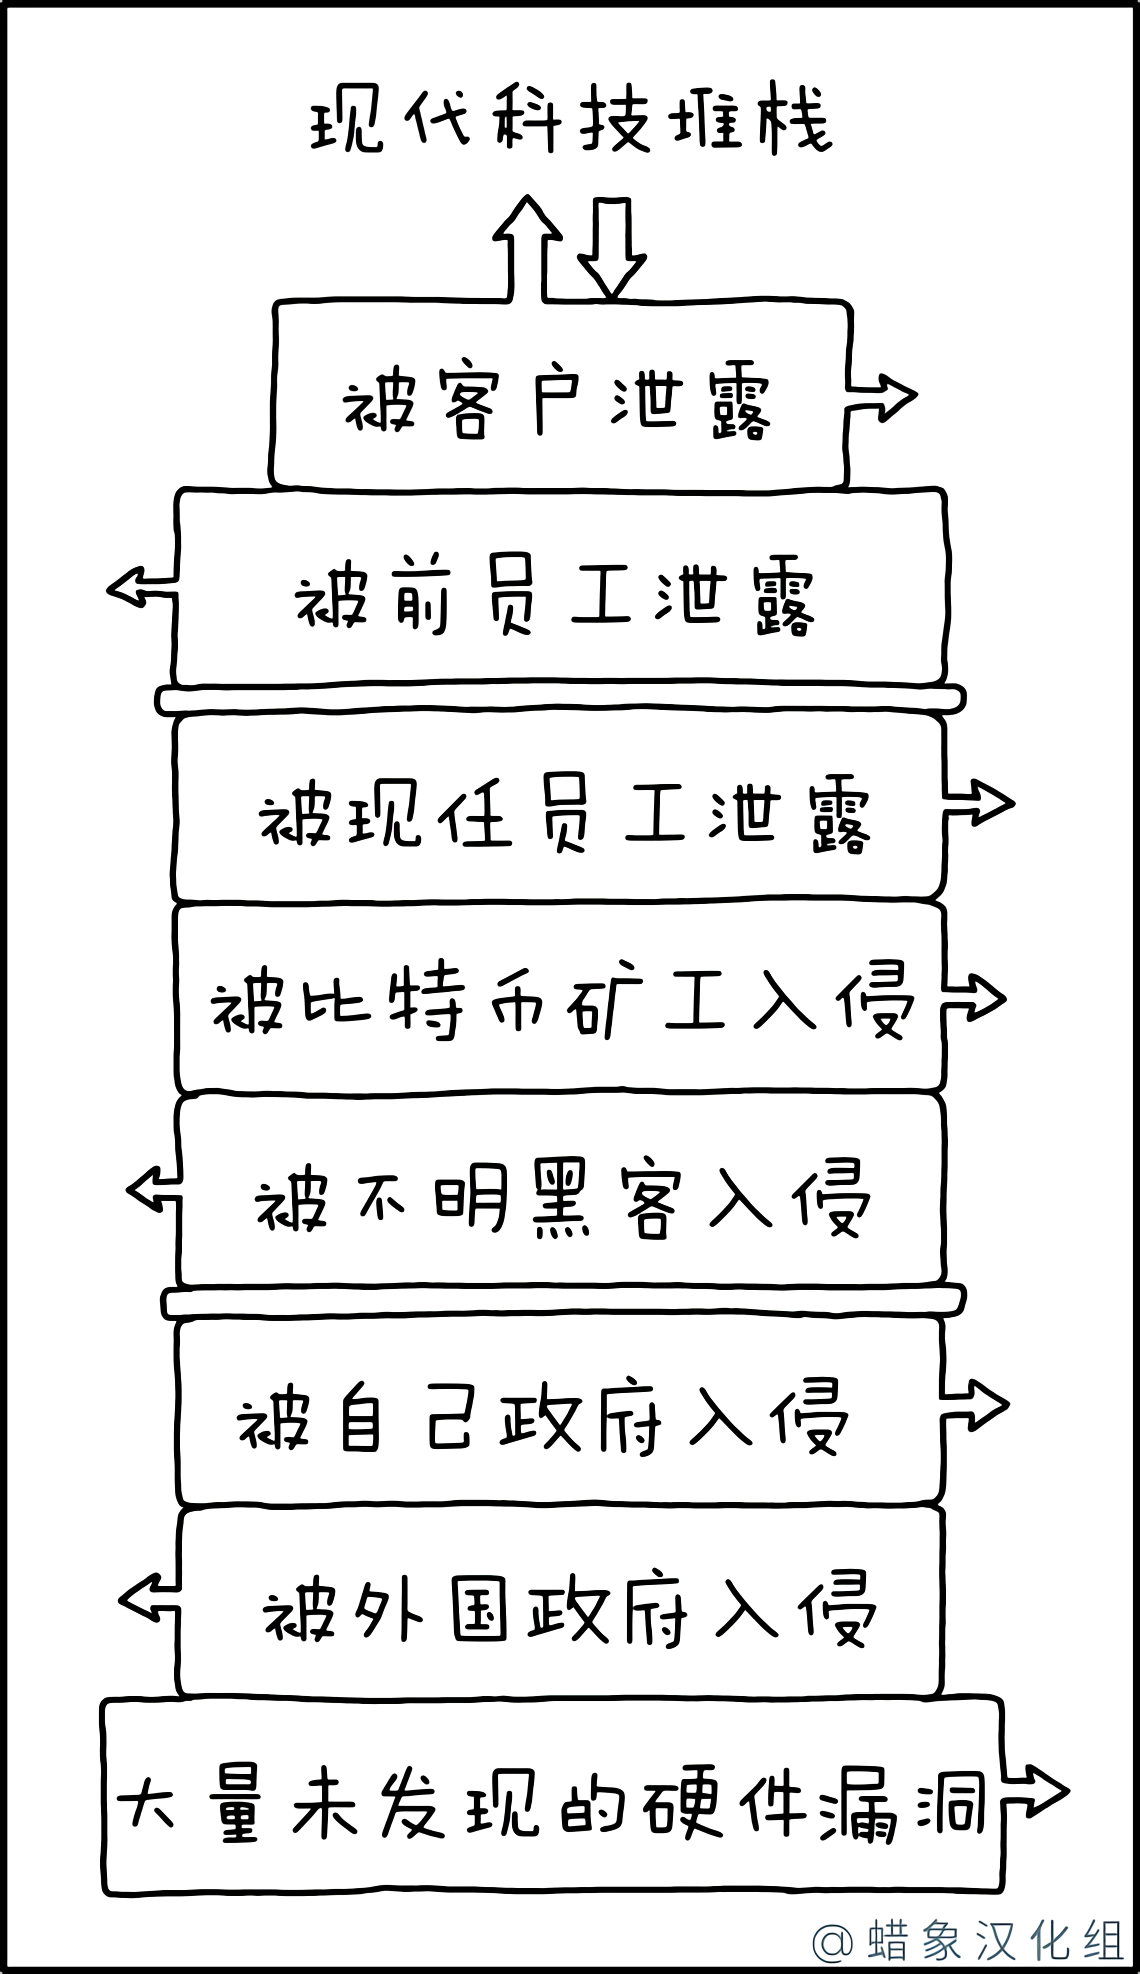 现代科技堆栈
被客户泄露
被前员工泄露
被现任员工泄露
被比特币矿工入侵
被不明黑客入侵
被自己政府入侵
被外国政府入侵
大量未发现的硬件漏洞
@蜡象汉化组